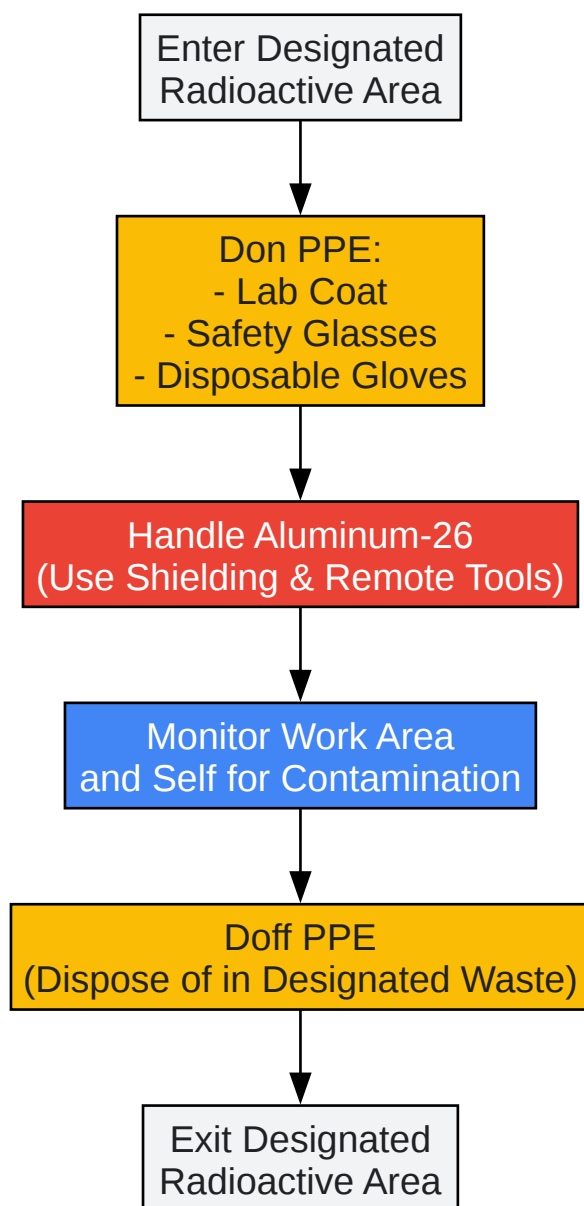 Enter Designated
Radioactive Area
Don PPE:
- Lab Coat
- Safety Glasses
- Disposable Gloves
Handle Aluminum-26
(Use Shielding & Remote Tools)
Monitor Work Area
and Self for Contamination
Doff PPE
(Dispose of in Designated Waste)
Exit Designated
Radioactive Area